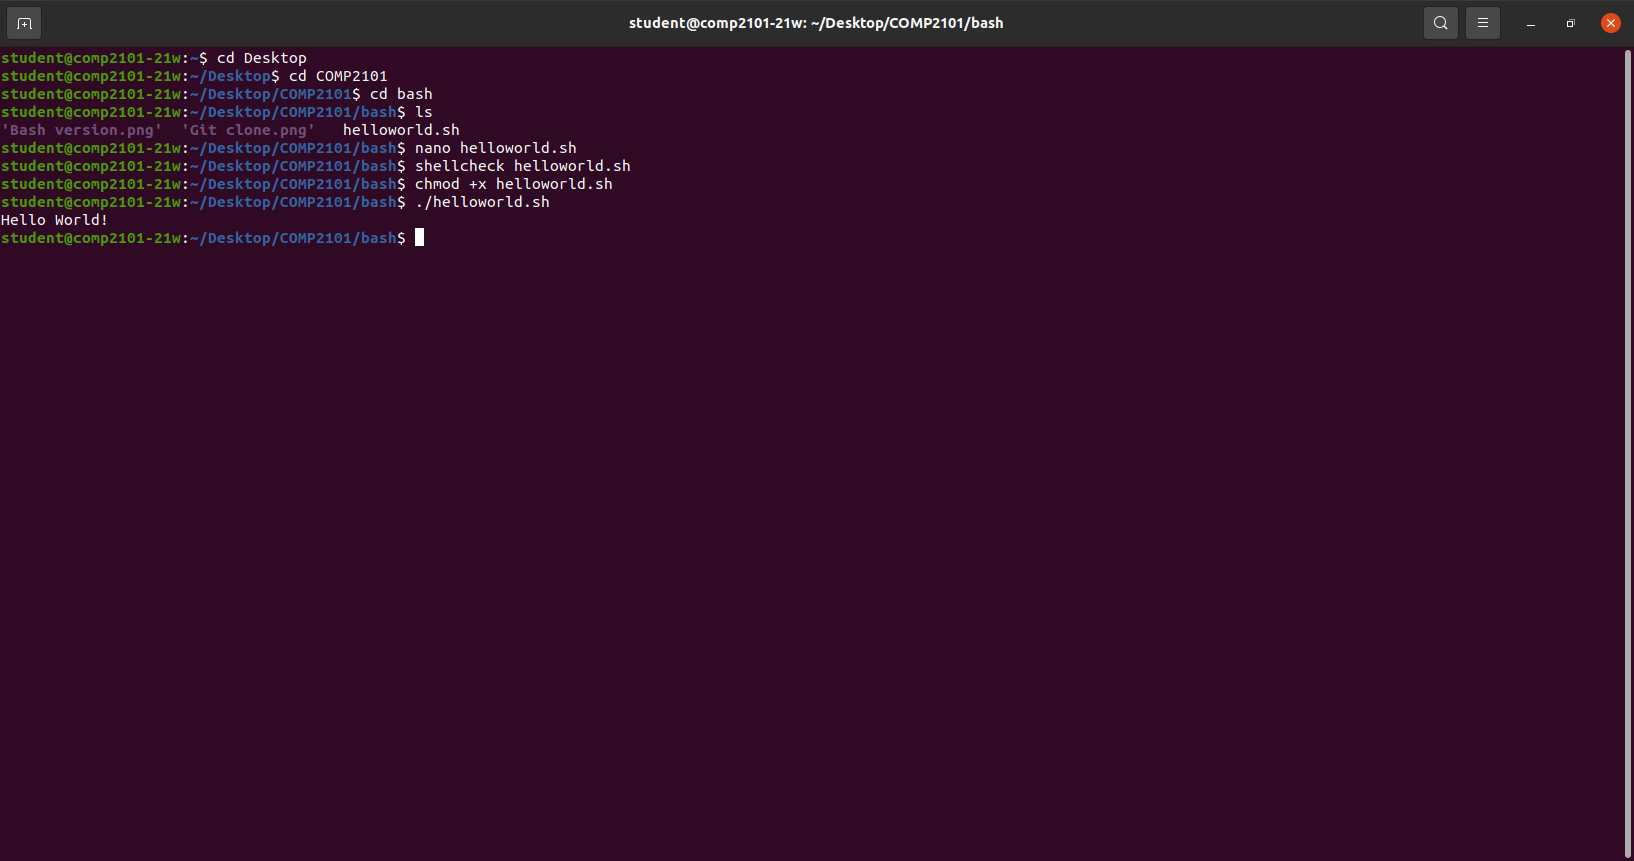 student@comp2101-21w: ~/Desktop/COMP2101/bash
student@comp2101-21w:~$ cd Desktop
student@comp2101-21w:~/Desktop$ cd COMP2101
student@comp2101-21w:~/Desktop/COMP2101$ cd bash
student@comp2101-21w:~/Desktop/COMP2101/bash$ ls
'Bash version.png'  'Git clone.png'   helloworld.sh
student@comp2101-21w:~/Desktop/COMP2101/bash$ nano helloworld.sh
student@comp2101-21w:~/Desktop/COMP2101/bash$ shellcheck helloworld.sh
student@comp2101-21w:~/Desktop/COMP2101/bash$ chmod +x helloworld.sh
student@comp2101-21w:~/Desktop/COMP2101/bash$ ./helloworld.sh
Hello World!
student@comp2101-21w:~/Desktop/COMP2101/bash$